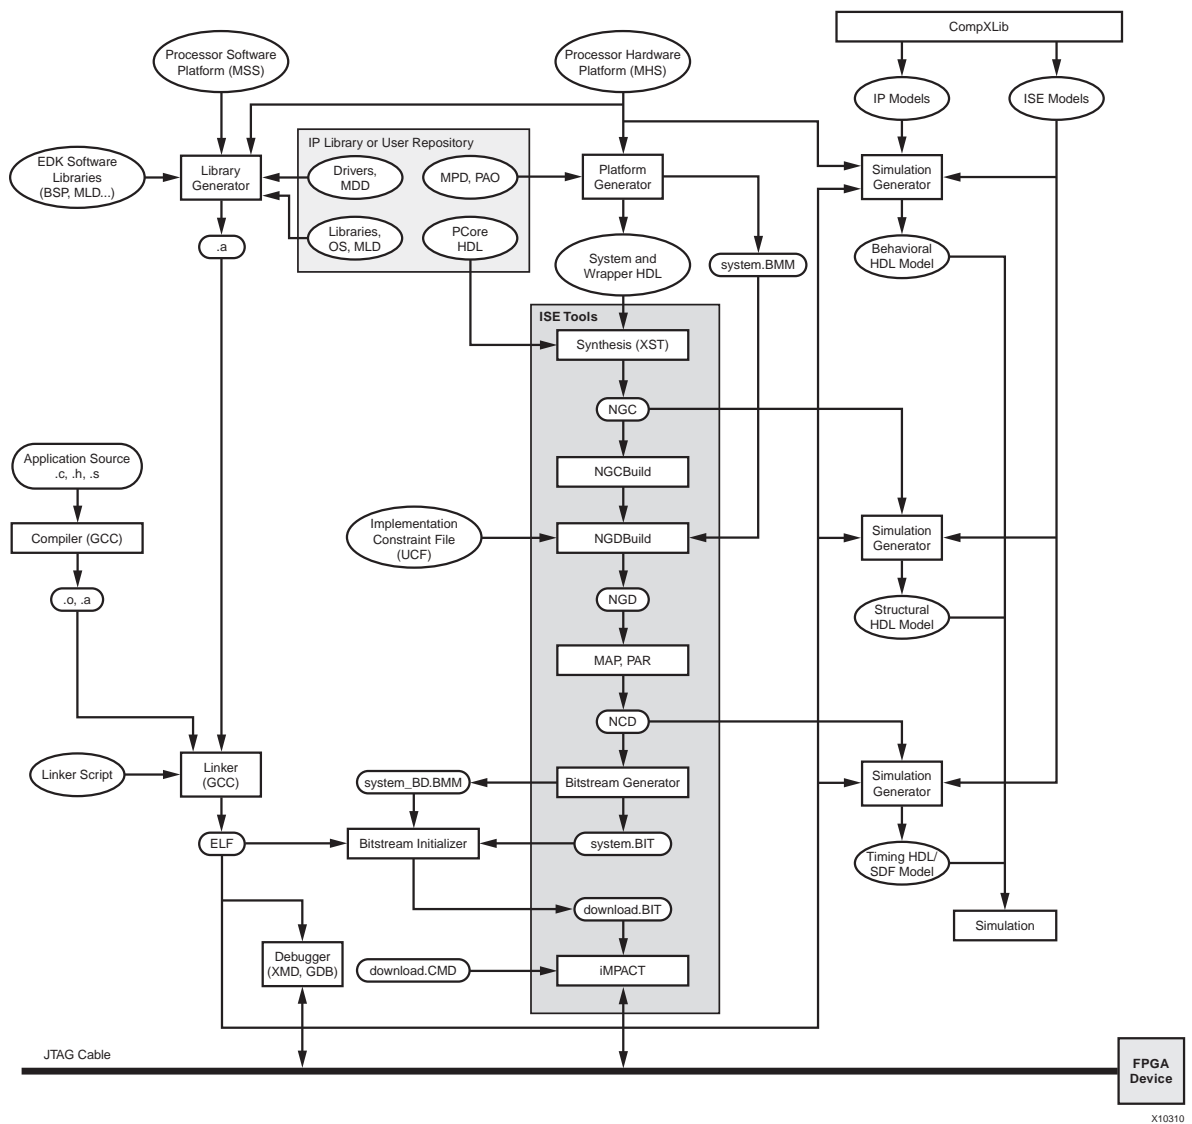 CompXLib
Processor Software
Platform (MSS)
Processor Hardware
Platform (MHS)
IP Models
ISE Models
IP Library or User Repository
EDK Software
Libraries
(BSP, MLD...)
Library
Generator
Drivers,
MDD
MPD, PAO
Platform
Generator
Simulation
Generator
.a
Libraries,
OS, MLD
PCore
HDL
System and
Wrapper HDL
system.BMM
Behavioral
HDL Model
ISE Tools
Synthesis (XST)
NGC
Application Source
.c, .h, .s
NGCBuild
Compiler (GCC)
Implementation
Constraint File
(UCF)
NGDBuild
Simulation
Generator
.o, .a
NGD
Structural
HDL Model
MAP, PAR
NCD
Linker Script
Linker
(GCC)
system_BD.BMM
Bitstream Generator
Simulation
Generator
ELF
Bitstream Initializer
system.BIT
Timing HDL/
SDF Model
download.BIT
Simulation
Debugger
(XMD, GDB)
download.CMD
iMPACT
JTAG Cable
FPGA
Device
X10310